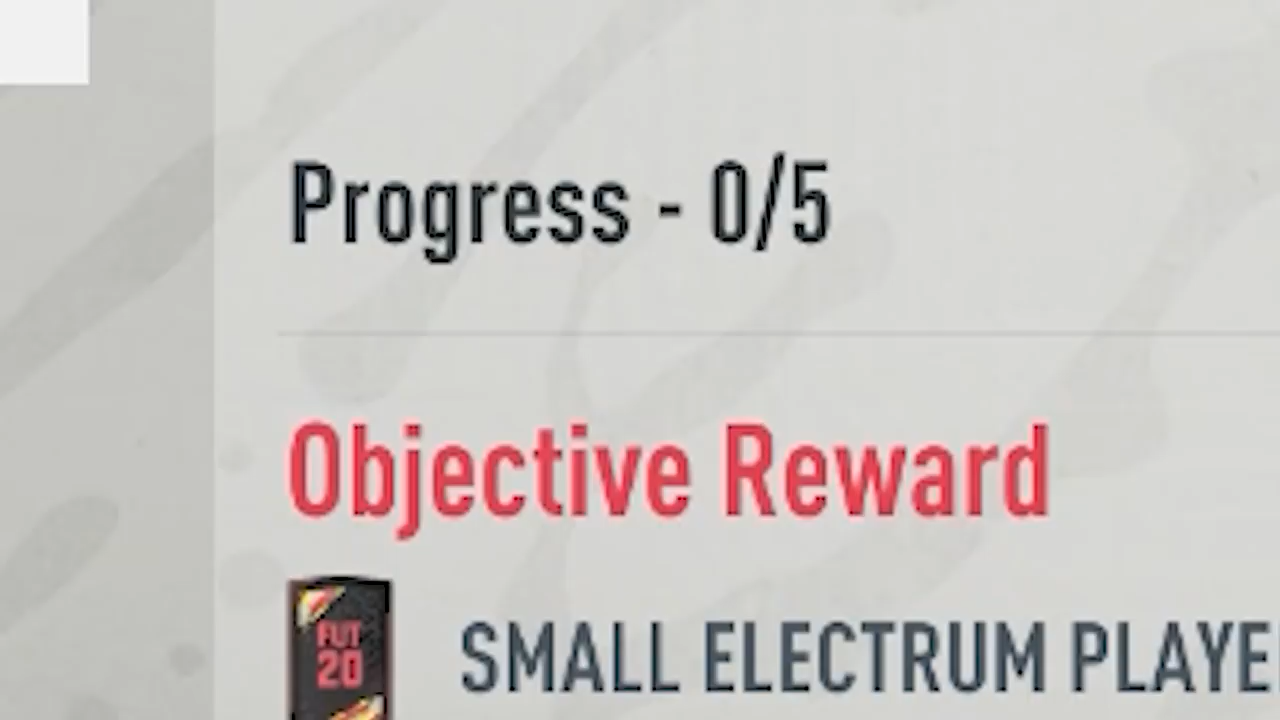 Progress - 0/5
Objective Reward
FUT
20
SMALL ELECTRUM PLAYE